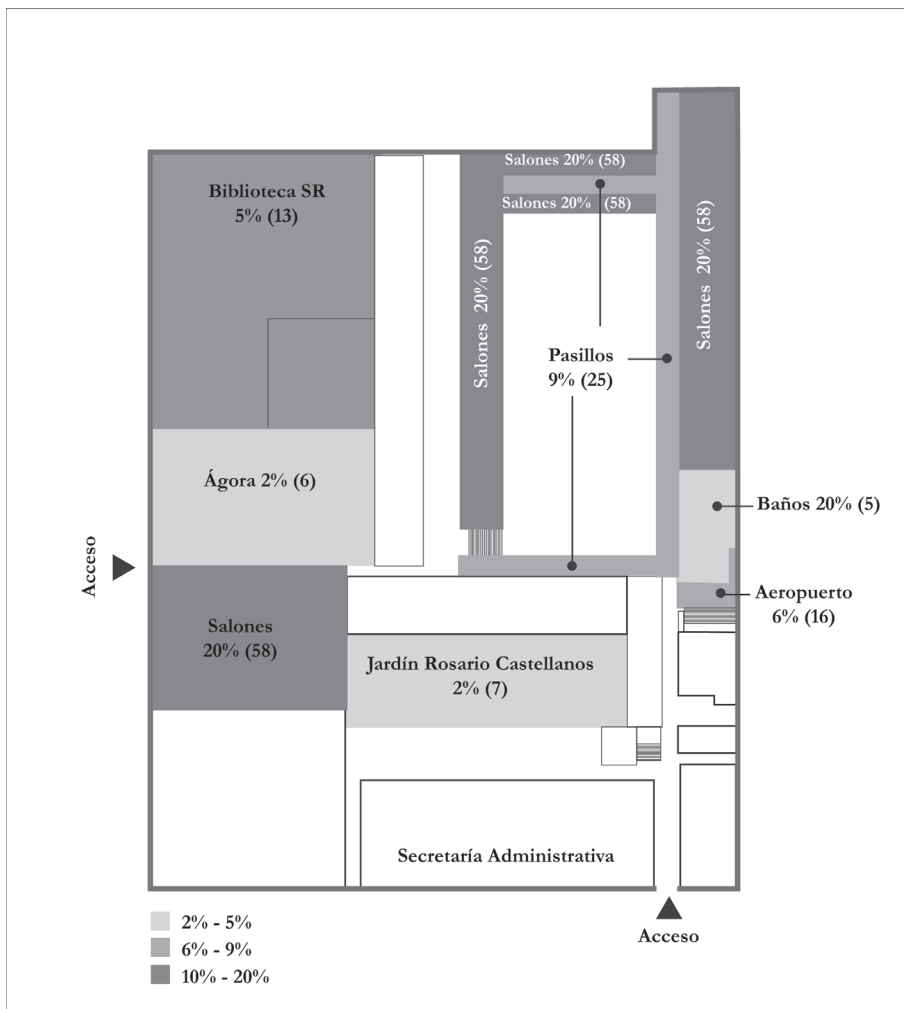 Biblioteca SR
5% (13)
Salones 20% (58)
Salones 20% (58)
Salones 20% (58)
Salones 20% (58)
Pasillos
9% (25)
Ágora 2% (6)
Baños 20% (5)
Acceso
Aeropuerto
6% (16)
Salones
20% (58)
Jardín Rosario Castellanos
2% (7)
Secretaría Administrativa
2% - 5%
6% - 9%
10% - 20%
Acceso